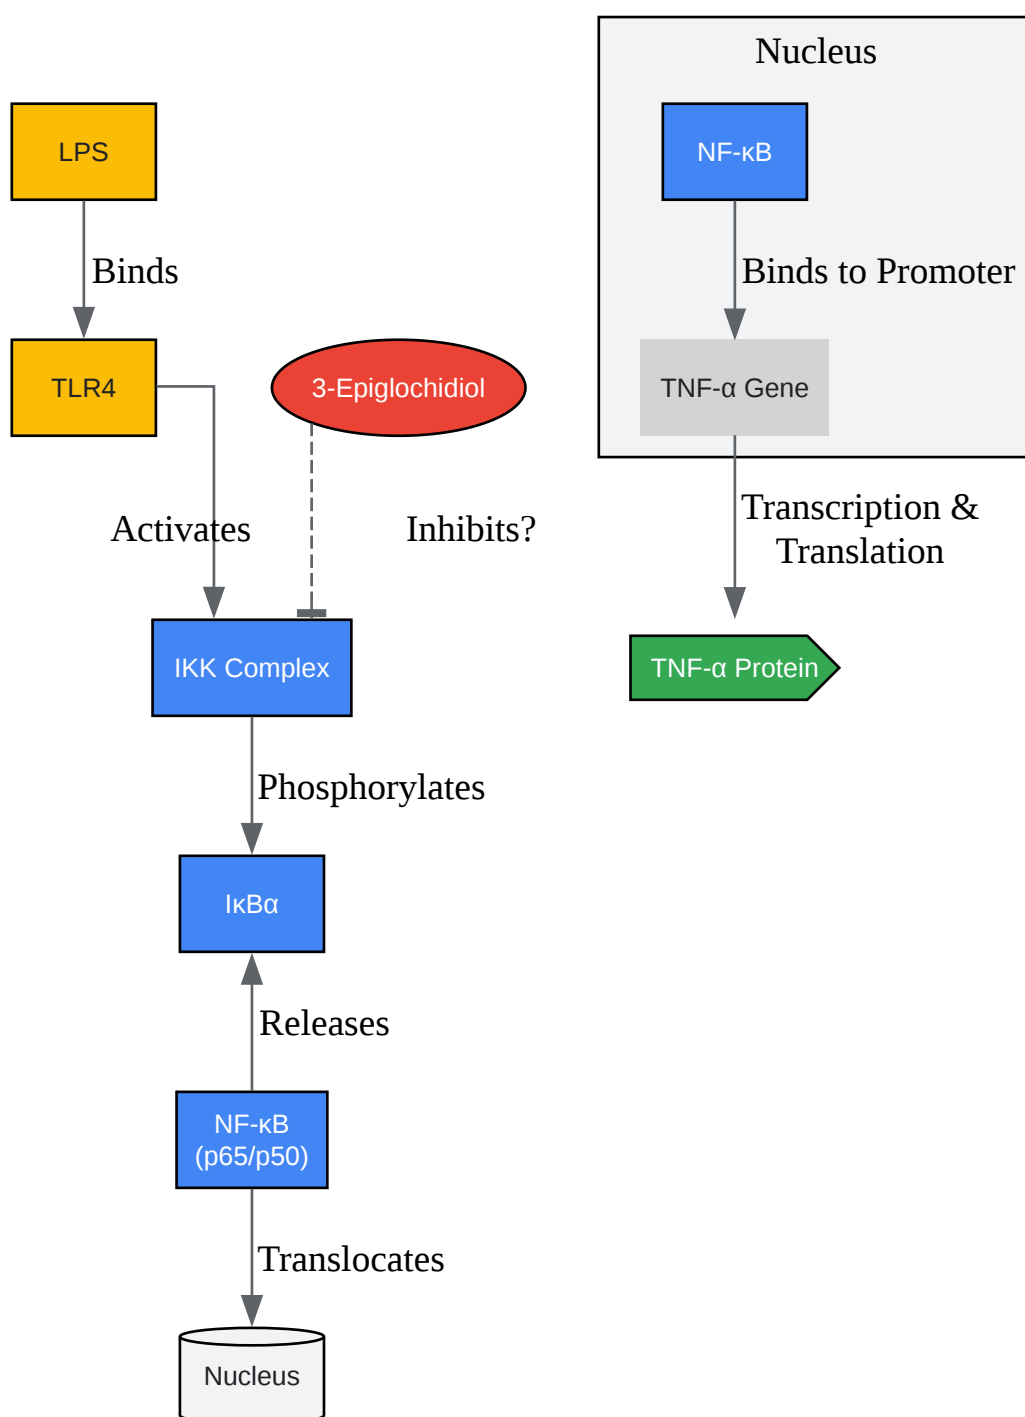 Nucleus
LPS
NF-κB
Binds
Binds to Promoter
TLR4
3-Epiglochidiol
TNF-α Gene
Activates
Inhibits?
Transcription &
Translation
IKK Complex
TNF-α Protein
Phosphorylates
IκBα
Releases
NF-κB
(p65/p50)
Translocates
Nucleus